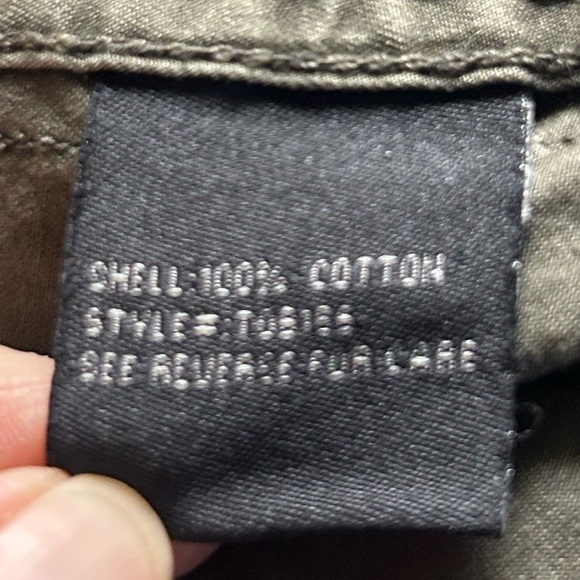 SHELL:100% COTTON
STYLE#:
SEE REVERSE FOR CARE